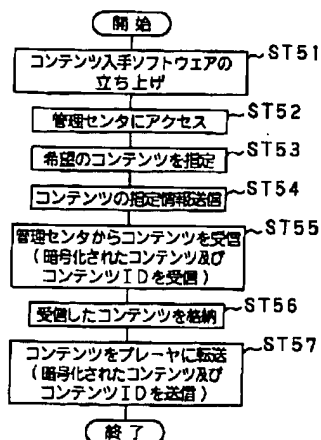 開始
コンテンツ入手ソフトウェアの
立ち上げ
ST51
管理センタにアクセス
ST52
希望のコンテンツを指定
ST53
コンテンツの指定情報送信
ST54
管理センタからコンテンツを受信
(暗号化されたコンテンツ及び
コンテンツIDを受信)
ST55
受信したコンテンツを格納
ST56
コンテンツをプレーヤに転送
(暗号化されたコンテンツ及び
コンテンツIDを送信)
ST57
終了